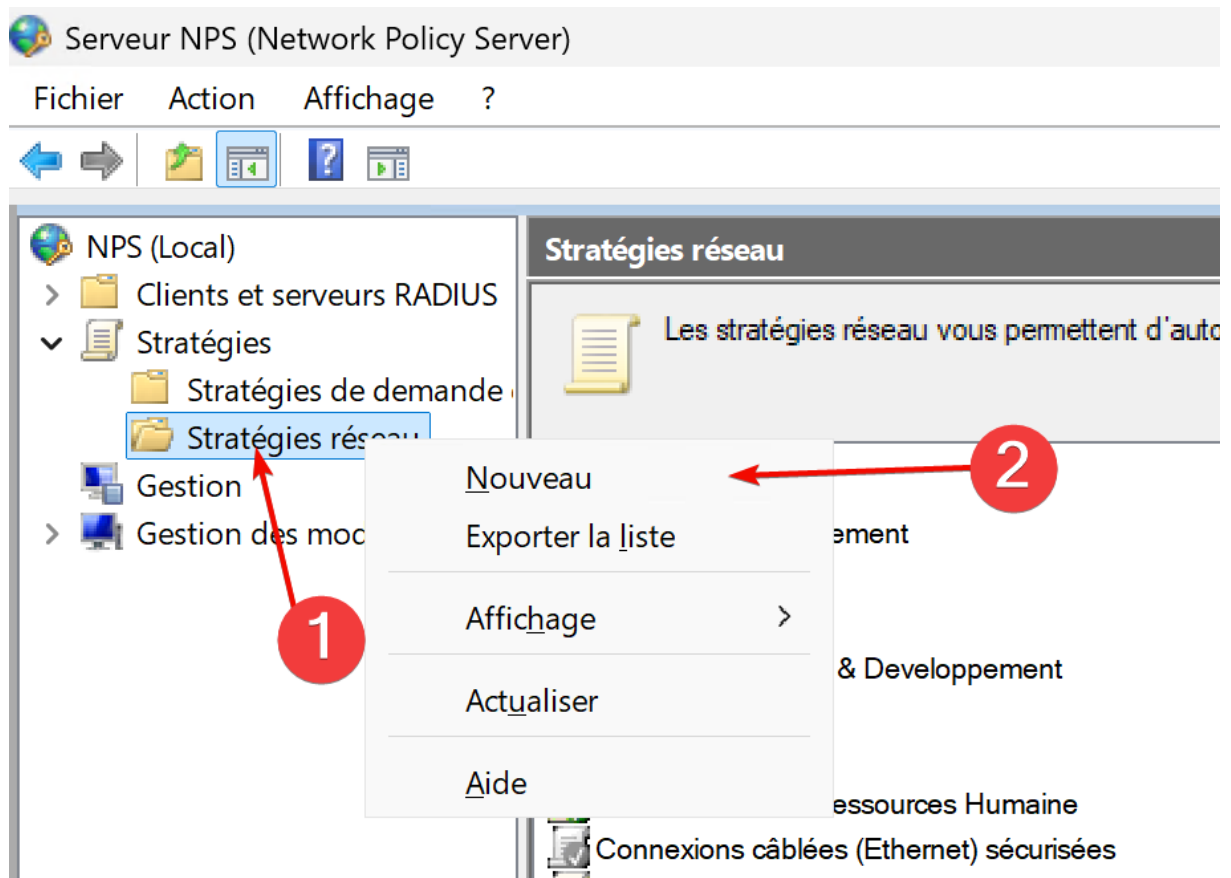 Serveur NPS (Network Policy Server)
Fichier Action Affichage ?
NPS (Local)
Clients et serveurs RADIUS
Stratégies
Stratégies de demande
Stratégies réseau
Gestion
Gestion des mod
Stratégies réseau
Les stratégies réseau vous permettent d'auto
Nouveau
Exporter la liste
Affichage
Actualiser
Aide
1
2
ement
& Developpement
essources Humaine
Connexions câblées (Ethernet) sécurisées